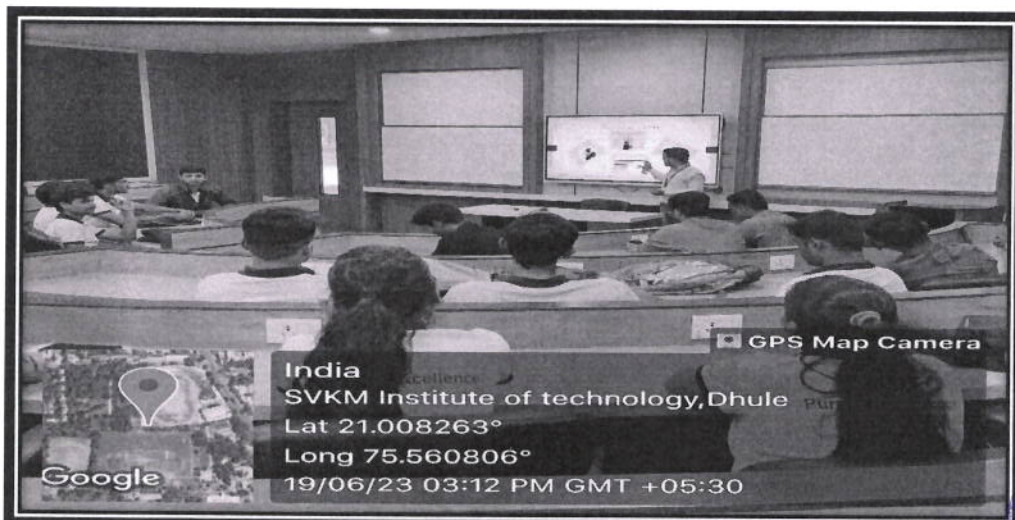 GPS Map Camera
India
SVKM Institute of technology,Dhule
Lat 21.008263°
Long 75.560806°
19/06/23 03:12 PM GMT +05:30
Google